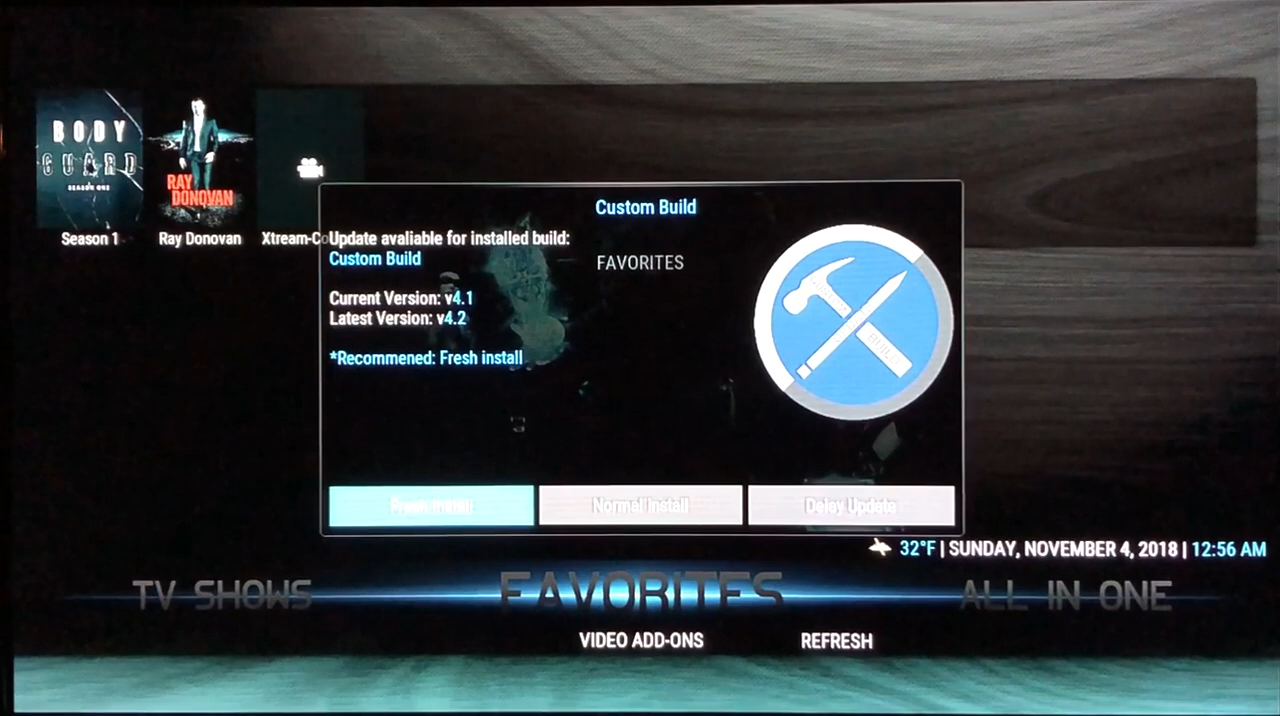 BODY
GUARD
SEASON ONE
RAY
DONOVAN
Season 1
Ray Donovan
Xtream-Co
Custom Build
Update avaliable for installed build:
Custom Build
FAVORITES
Current Version: v4.1
Latest Version: v4.2
*Recommened: Fresh install
CUSTOM
BUILD
Fresh Install
Normal Install
Delay Update
32°F | SUNDAY, NOVEMBER 4, 2018 | 12:56 AM
TV SHOWS
FAVORITES
ALL IN ONE
VIDEO ADD-ONS
REFRESH